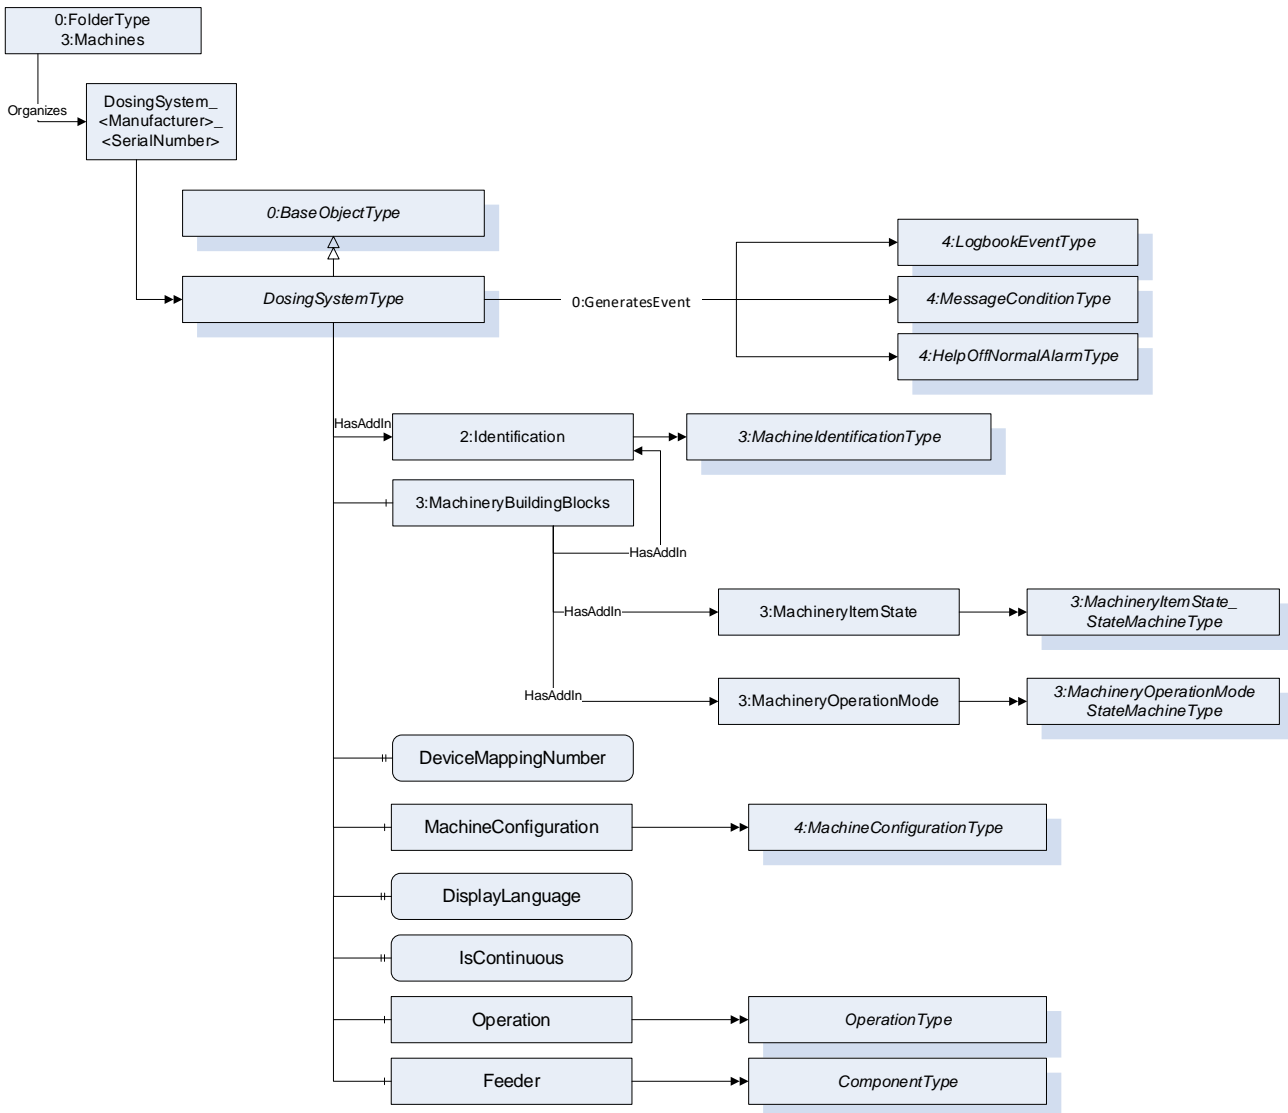 0:FolderType
3:Machines
Organizes
DosingSystem_
<Manufacturer>_
<SerialNumber>
0:BaseObjectType
DosingSystemType
0:GeneratesEvent
4:LogbookEventType
4:MessageConditionType
4:HelpOffNormalAlarmType
HasAddIn
2:Identification
3:MachineIdentificationType
3:MachineryBuildingBlocks
HasAddIn
HasAddIn
3:MachineryItemState
3:MachineryItemState_
StateMachineType
HasAddIn
3:MachineryOperationMode
3:MachineryOperationMode
StateMachineType
DeviceMappingNumber
MachineConfiguration
4:MachineConfigurationType
DisplayLanguage
IsContinuous
Operation
OperationType
Feeder
ComponentType